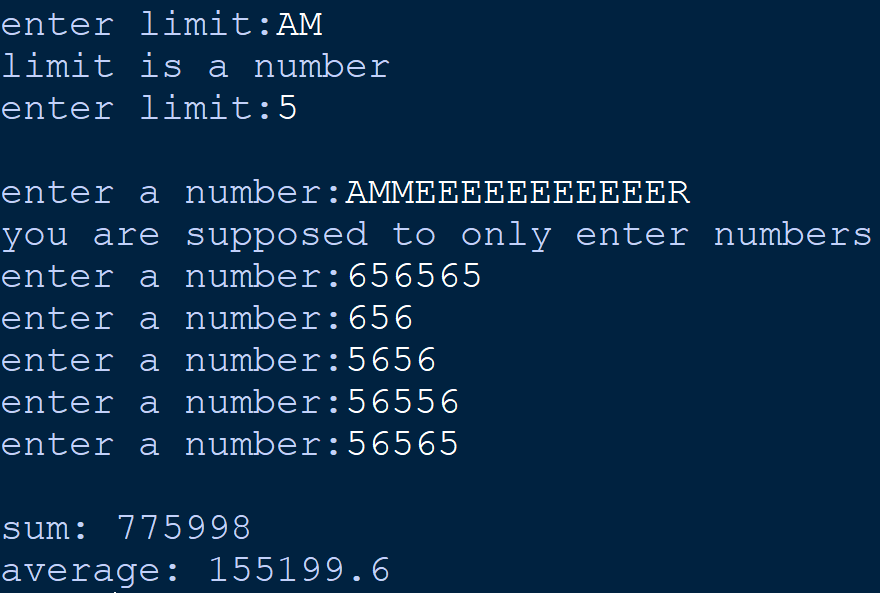 enter limit:AM
limit is a number
enter limit:5
enter a number:AMMEEEEEEEEEEEER
you are supposed to only enter numbers
enter a number:656565
enter a number:656
enter a number:5656
enter a number:56556
enter a number:56565
sum: 775998
average: 155199.6